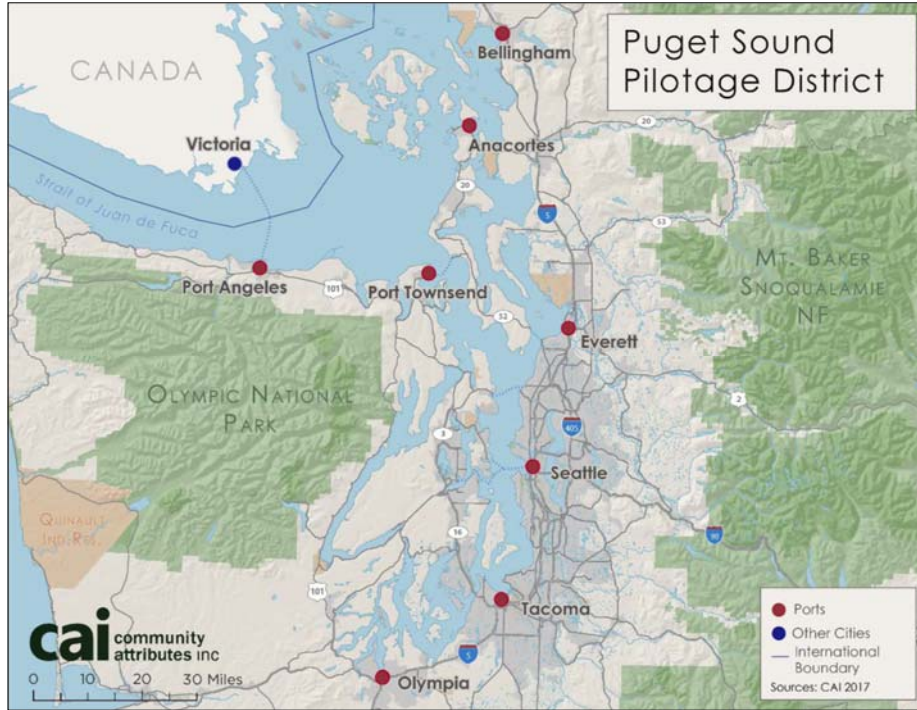 Puget Sound
Pilotage District
Bellingham
CANADA
Anacortes
20
Victoria
20
5
Strait of Juan de Fuca
53
Port Angeles
101
Port Townsend
MT. BAKER
SNOQUALAMIE
NF
52
Everett
OLYMPIC NATIONAL
PARK
2
3
405
Seattle
QUINAULT
IND. RES.
16
90
101
Tacoma
Ports
Other Cities
International
Boundary
Sources: CAI 2017
cai community
attributes inc
5
Olympia
0 10 20 30 Miles